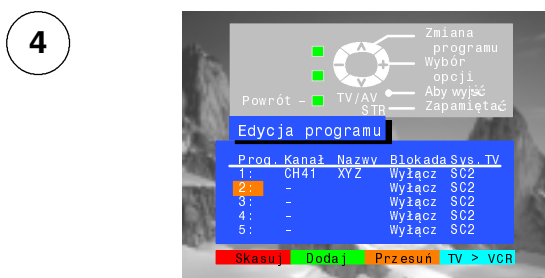 4
Zmiana
programu
Wybór
opcji
Aby wyjść
Powrót – TV/AV
STR Zapamiętać
Edycja programu
Prog. Kanał Nazwy Blokada Sys. TV
1: CH41 XYZ Wyłącz SC2
2: – Wyłącz SC2
3: – Wyłącz SC2
4: – Wyłącz SC2
5: – Wyłącz SC2
Skasuj Dodaj Przesuń TV > VCR